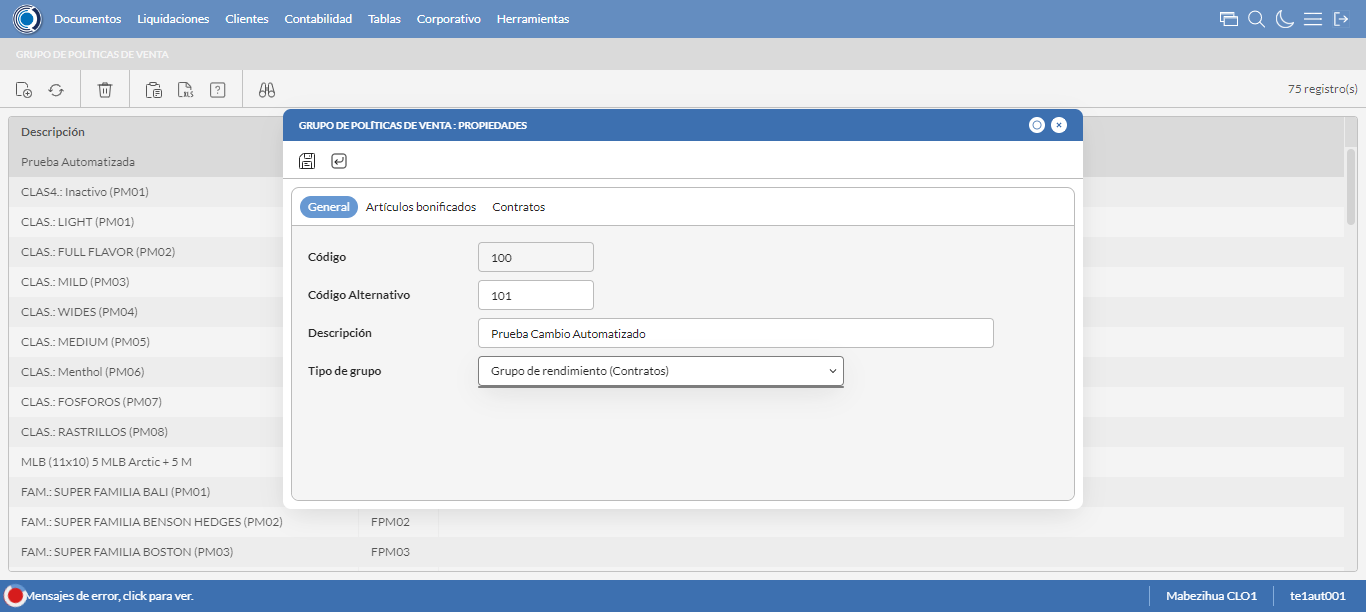 Documentos Liquidaciones Clientes Contabilidad Tablas Corporativo Herramientas
GRUPO DE POLÍTICAS DE VENTA
XLS ?
75 registro(s)
Descripción
Prueba Automatizada
CLAS4.: Inactivo (PM01)
CLAS.: LIGHT (PM01)
CLAS.: FULL FLAVOR (PM02)
CLAS.: MILD (PM03)
CLAS.: WIDES (PM04)
CLAS.: MEDIUM (PM05)
CLAS.: Menthol (PM06)
CLAS.: FOSFOROS (PM07)
CLAS.: RASTRILLOS (PM08)
MLB (11x10) 5 MLB Arctic + 5 M
FAM.: SUPER FAMILIA BALI (PM01)
FAM.: SUPER FAMILIA BENSON HEDGES (PM02) FPM02
FAM.: SUPER FAMILIA BOSTON (PM03) FPM03
GRUPO DE POLÍTICAS DE VENTA : PROPIEDADES
General Artículos bonificados Contratos
Código 100
Código Alternativo 101
Descripción Prueba Cambio Automatizado
Tipo de grupo Grupo de rendimiento (Contratos)
Mensajes de error, click para ver.
Mabezihua CLO1 te1aut001